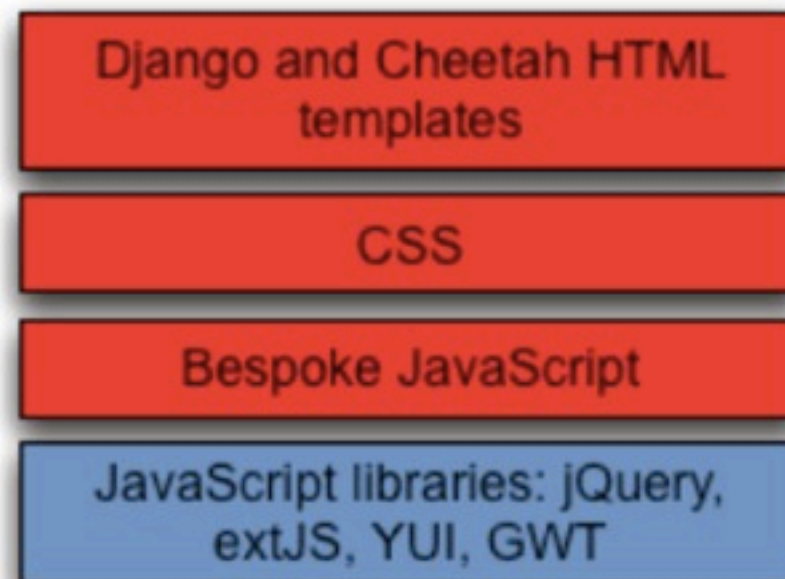 Django and Cheetah HTML
templates
CSS
Bespoke JavaScript
JavaScript libraries: jQuery,
extJS, YUI, GWT